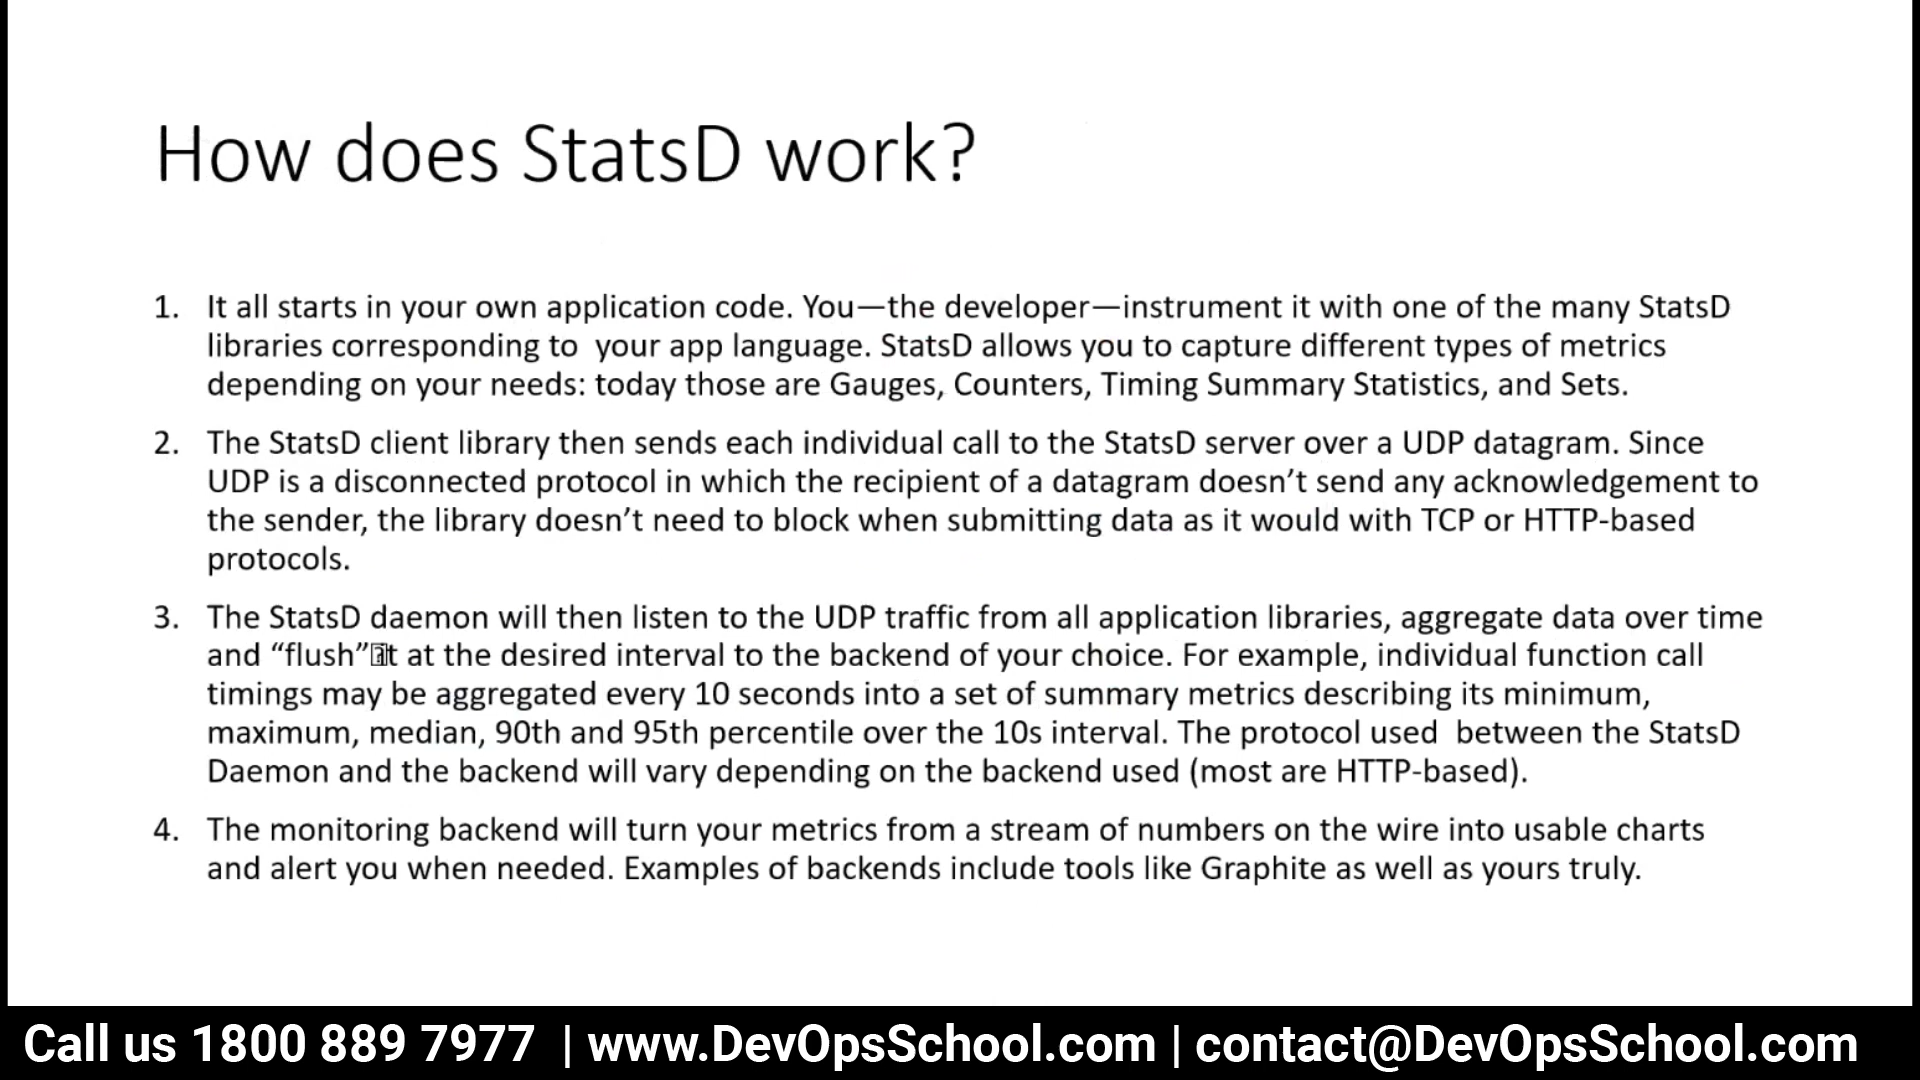 How does StatsD work?
1. It all starts in your own application code. You—the developer—instrument it with one of the many StatsD
libraries corresponding to  your app language. StatsD allows you to capture different types of metrics
depending on your needs: today those are Gauges, Counters, Timing Summary Statistics, and Sets.
2. The StatsD client library then sends each individual call to the StatsD server over a UDP datagram. Since
UDP is a disconnected protocol in which the recipient of a datagram doesn’t send any acknowledgement to
the sender, the library doesn’t need to block when submitting data as it would with TCP or HTTP-based
protocols.
3. The StatsD daemon will then listen to the UDP traffic from all application libraries, aggregate data over time
and “flush” t at the desired interval to the backend of your choice. For example, individual function call
timings may be aggregated every 10 seconds into a set of summary metrics describing its minimum,
maximum, median, 90th and 95th percentile over the 10s interval. The protocol used  between the StatsD
Daemon and the backend will vary depending on the backend used (most are HTTP-based).
4. The monitoring backend will turn your metrics from a stream of numbers on the wire into usable charts
and alert you when needed. Examples of backends include tools like Graphite as well as yours truly.
Call us 1800 889 7977 | www.DevOpsSchool.com | contact@DevOpsSchool.com